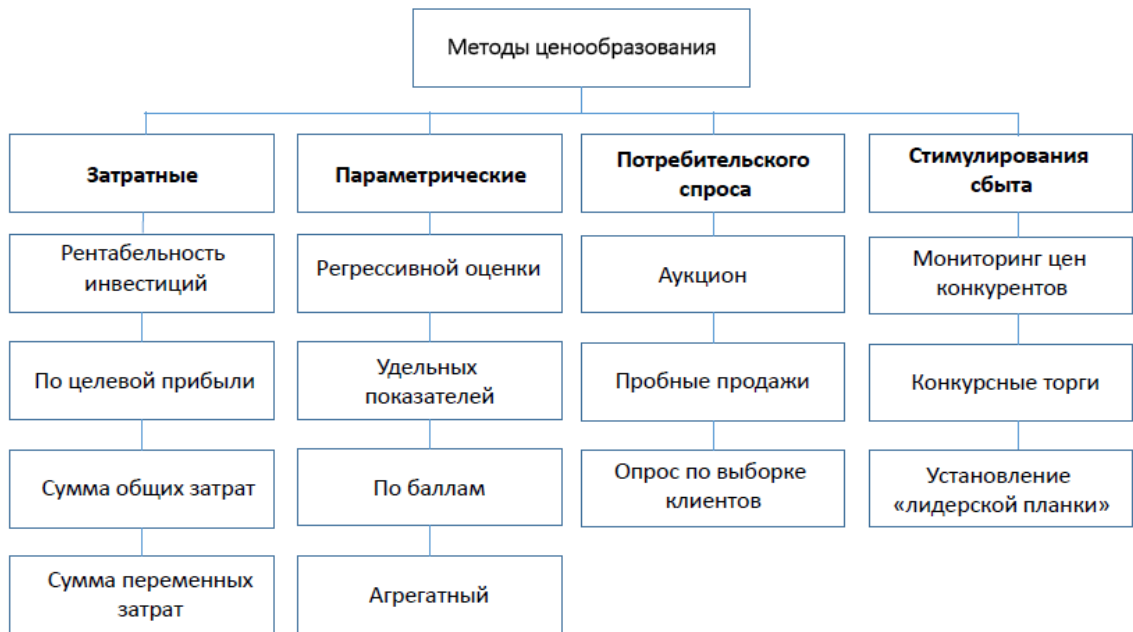 Методы ценообразования
Затратные
Рентабельность
инвестиций
По целевой прибыли
Сумма общих затрат
Сумма переменных
затрат
Параметрические
Регрессивной оценки
Удельных
показателей
По баллам
Агрегатный
Потребительского
спроса
Аукцион
Пробные продажи
Опрос по выборке
клиентов
Стимулирования
сбыта
Мониторинг цен
конкурентов
Конкурсные торги
Установление
«лидерской планки»